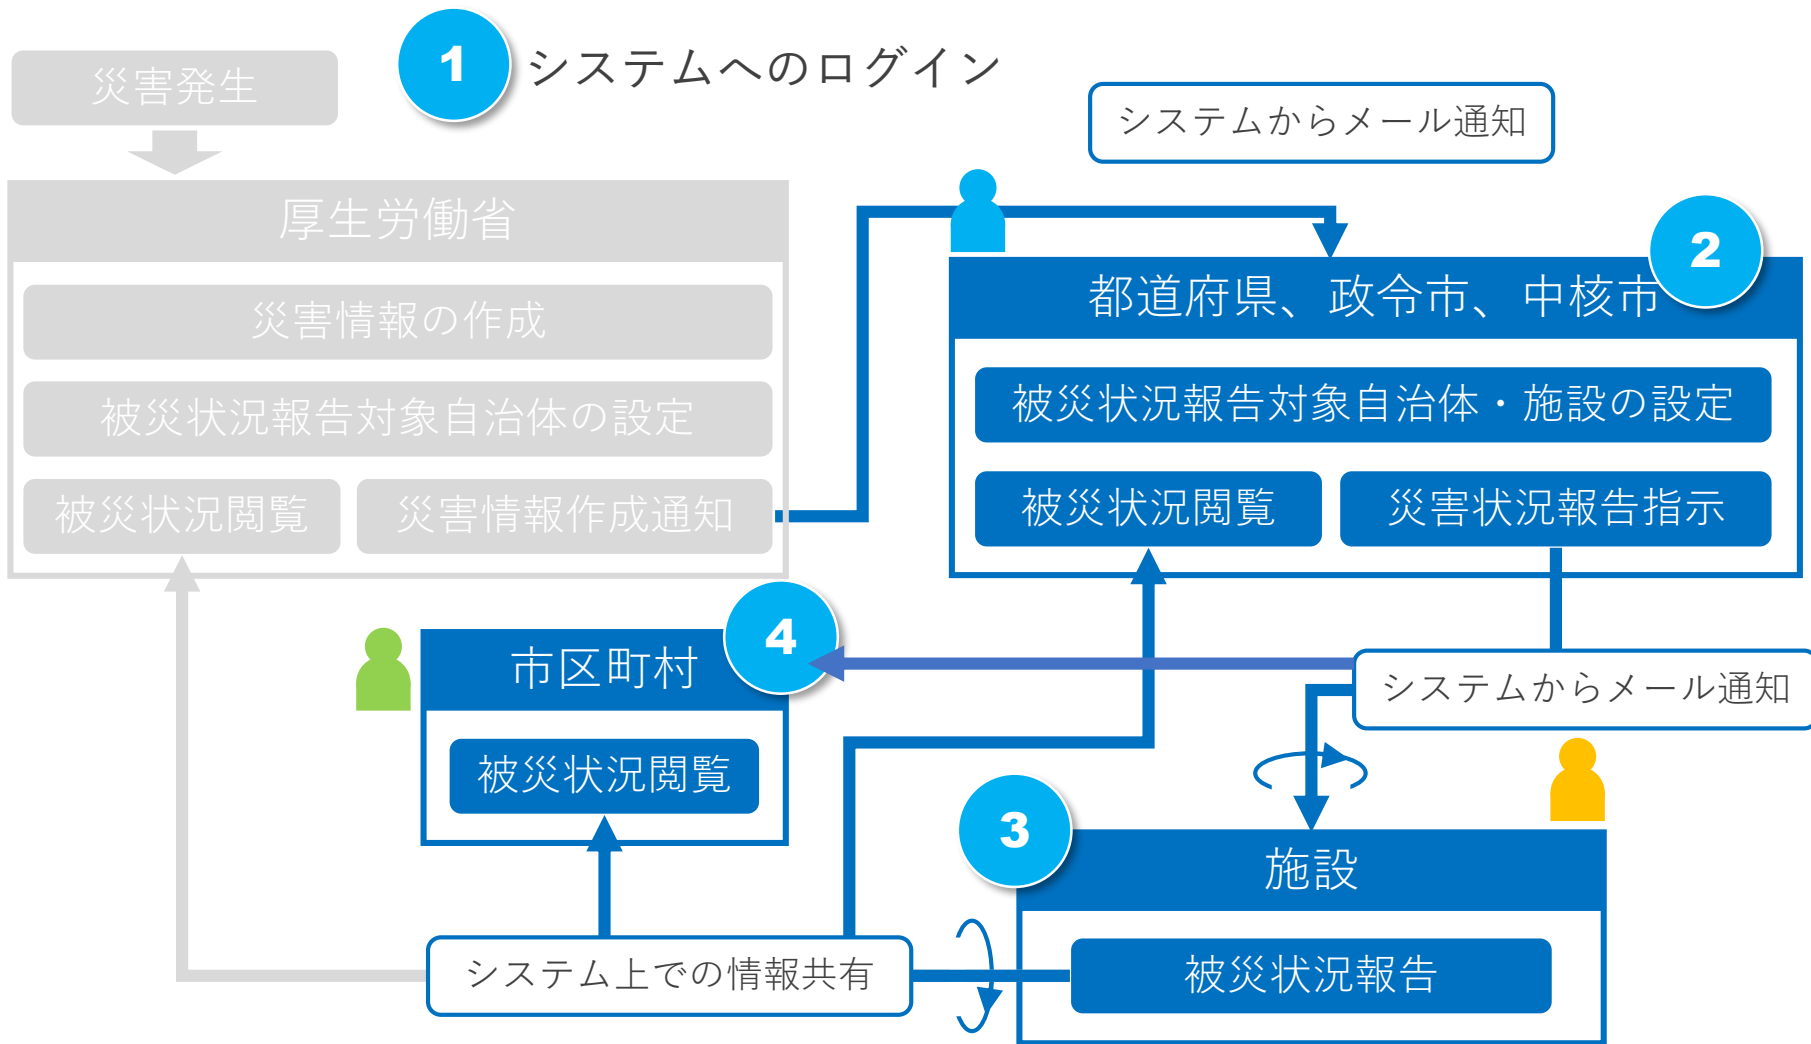 1
システムへのログイン
災害発生
システムからメール通知
厚生労働省
災害情報の作成
被災状況報告対象自治体の設定
被災状況閲覧
災害情報作成通知
2
都道府県、政令市、中核市
被災状況報告対象自治体・施設の設定
被災状況閲覧
災害状況報告指示
4
市区町村
被災状況閲覧
システムからメール通知
3
施設
被災状況報告
システム上での情報共有